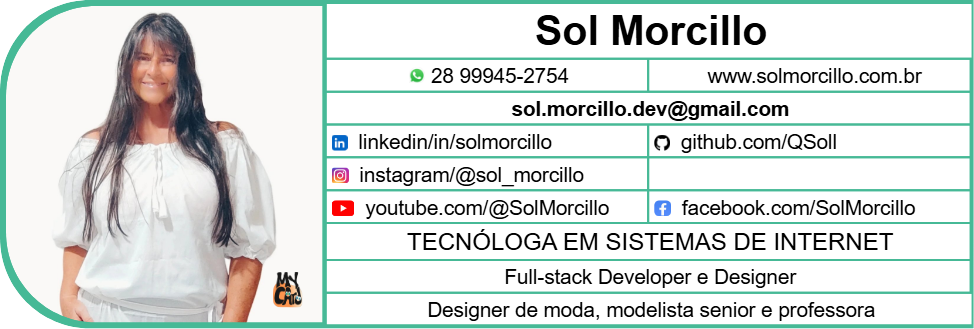 Sol Morcillo
28 99945-2754
www.solmorcillo.com.br
sol.morcillo.dev@gmail.com
linkedin/in/solmorcillo
github.com/QSoll
instagram/@sol_morcillo
youtube.com/@SolMorcillo
facebook.com/SolMorcillo
TECNÓLOGA EM SISTEMAS DE INTERNET
Full-stack Developer e Designer
MY
CATO
Designer de moda, modelista senior e professora